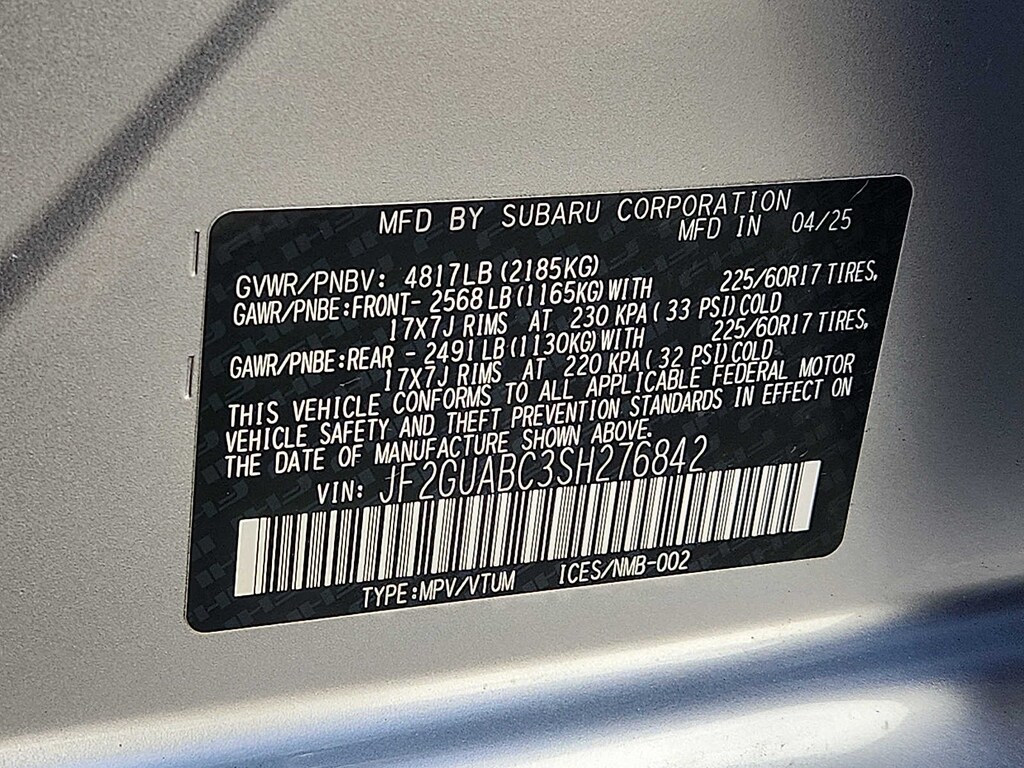 MFD BY SUBARU CORPORATION
MFD IN 04/25
GVWR/PNBV: 4817LB (2185KG)
GAWR/PNBE:FRONT- 2568 LB (1165KG) WITH 225/60R17 TIRES,
17X7J RIMS AT 230 KPA ( 33 PSI) COLD
GAWR/PNBE:REAR - 2491 LB (1130KG) WITH 225/60R17 TIRES,
17X7J RIMS AT 220 KPA ( 32 PSI) COLD
THIS VEHICLE CONFORMS TO ALL APPLICABLE FEDERAL MOTOR
VEHICLE SAFETY AND THEFT PREVENTION STANDARDS IN EFFECT ON
THE DATE OF MANUFACTURE SHOWN ABOVE.
VIN: JF2GUABC3SH276842
TYPE:MPV/VTUM ICES/NMB-002